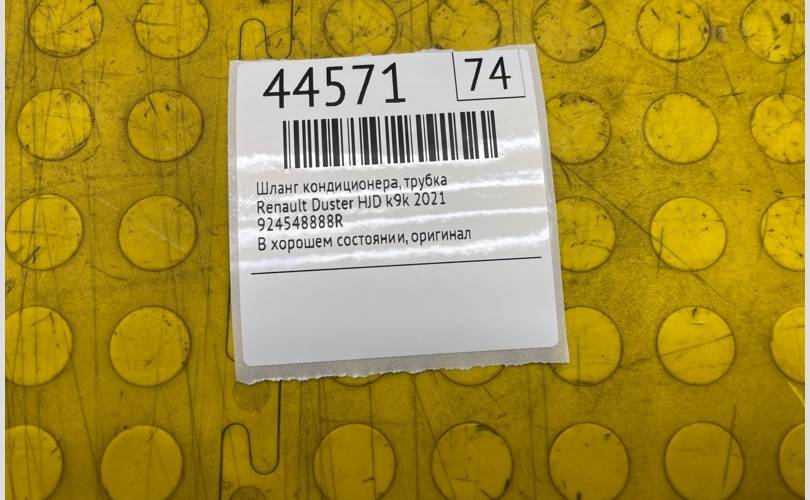 44571 74
Шланг кондиционера, трубка
Renault Duster HJD k9k 2021
924548888R
В хорошем состоянии, оригинал